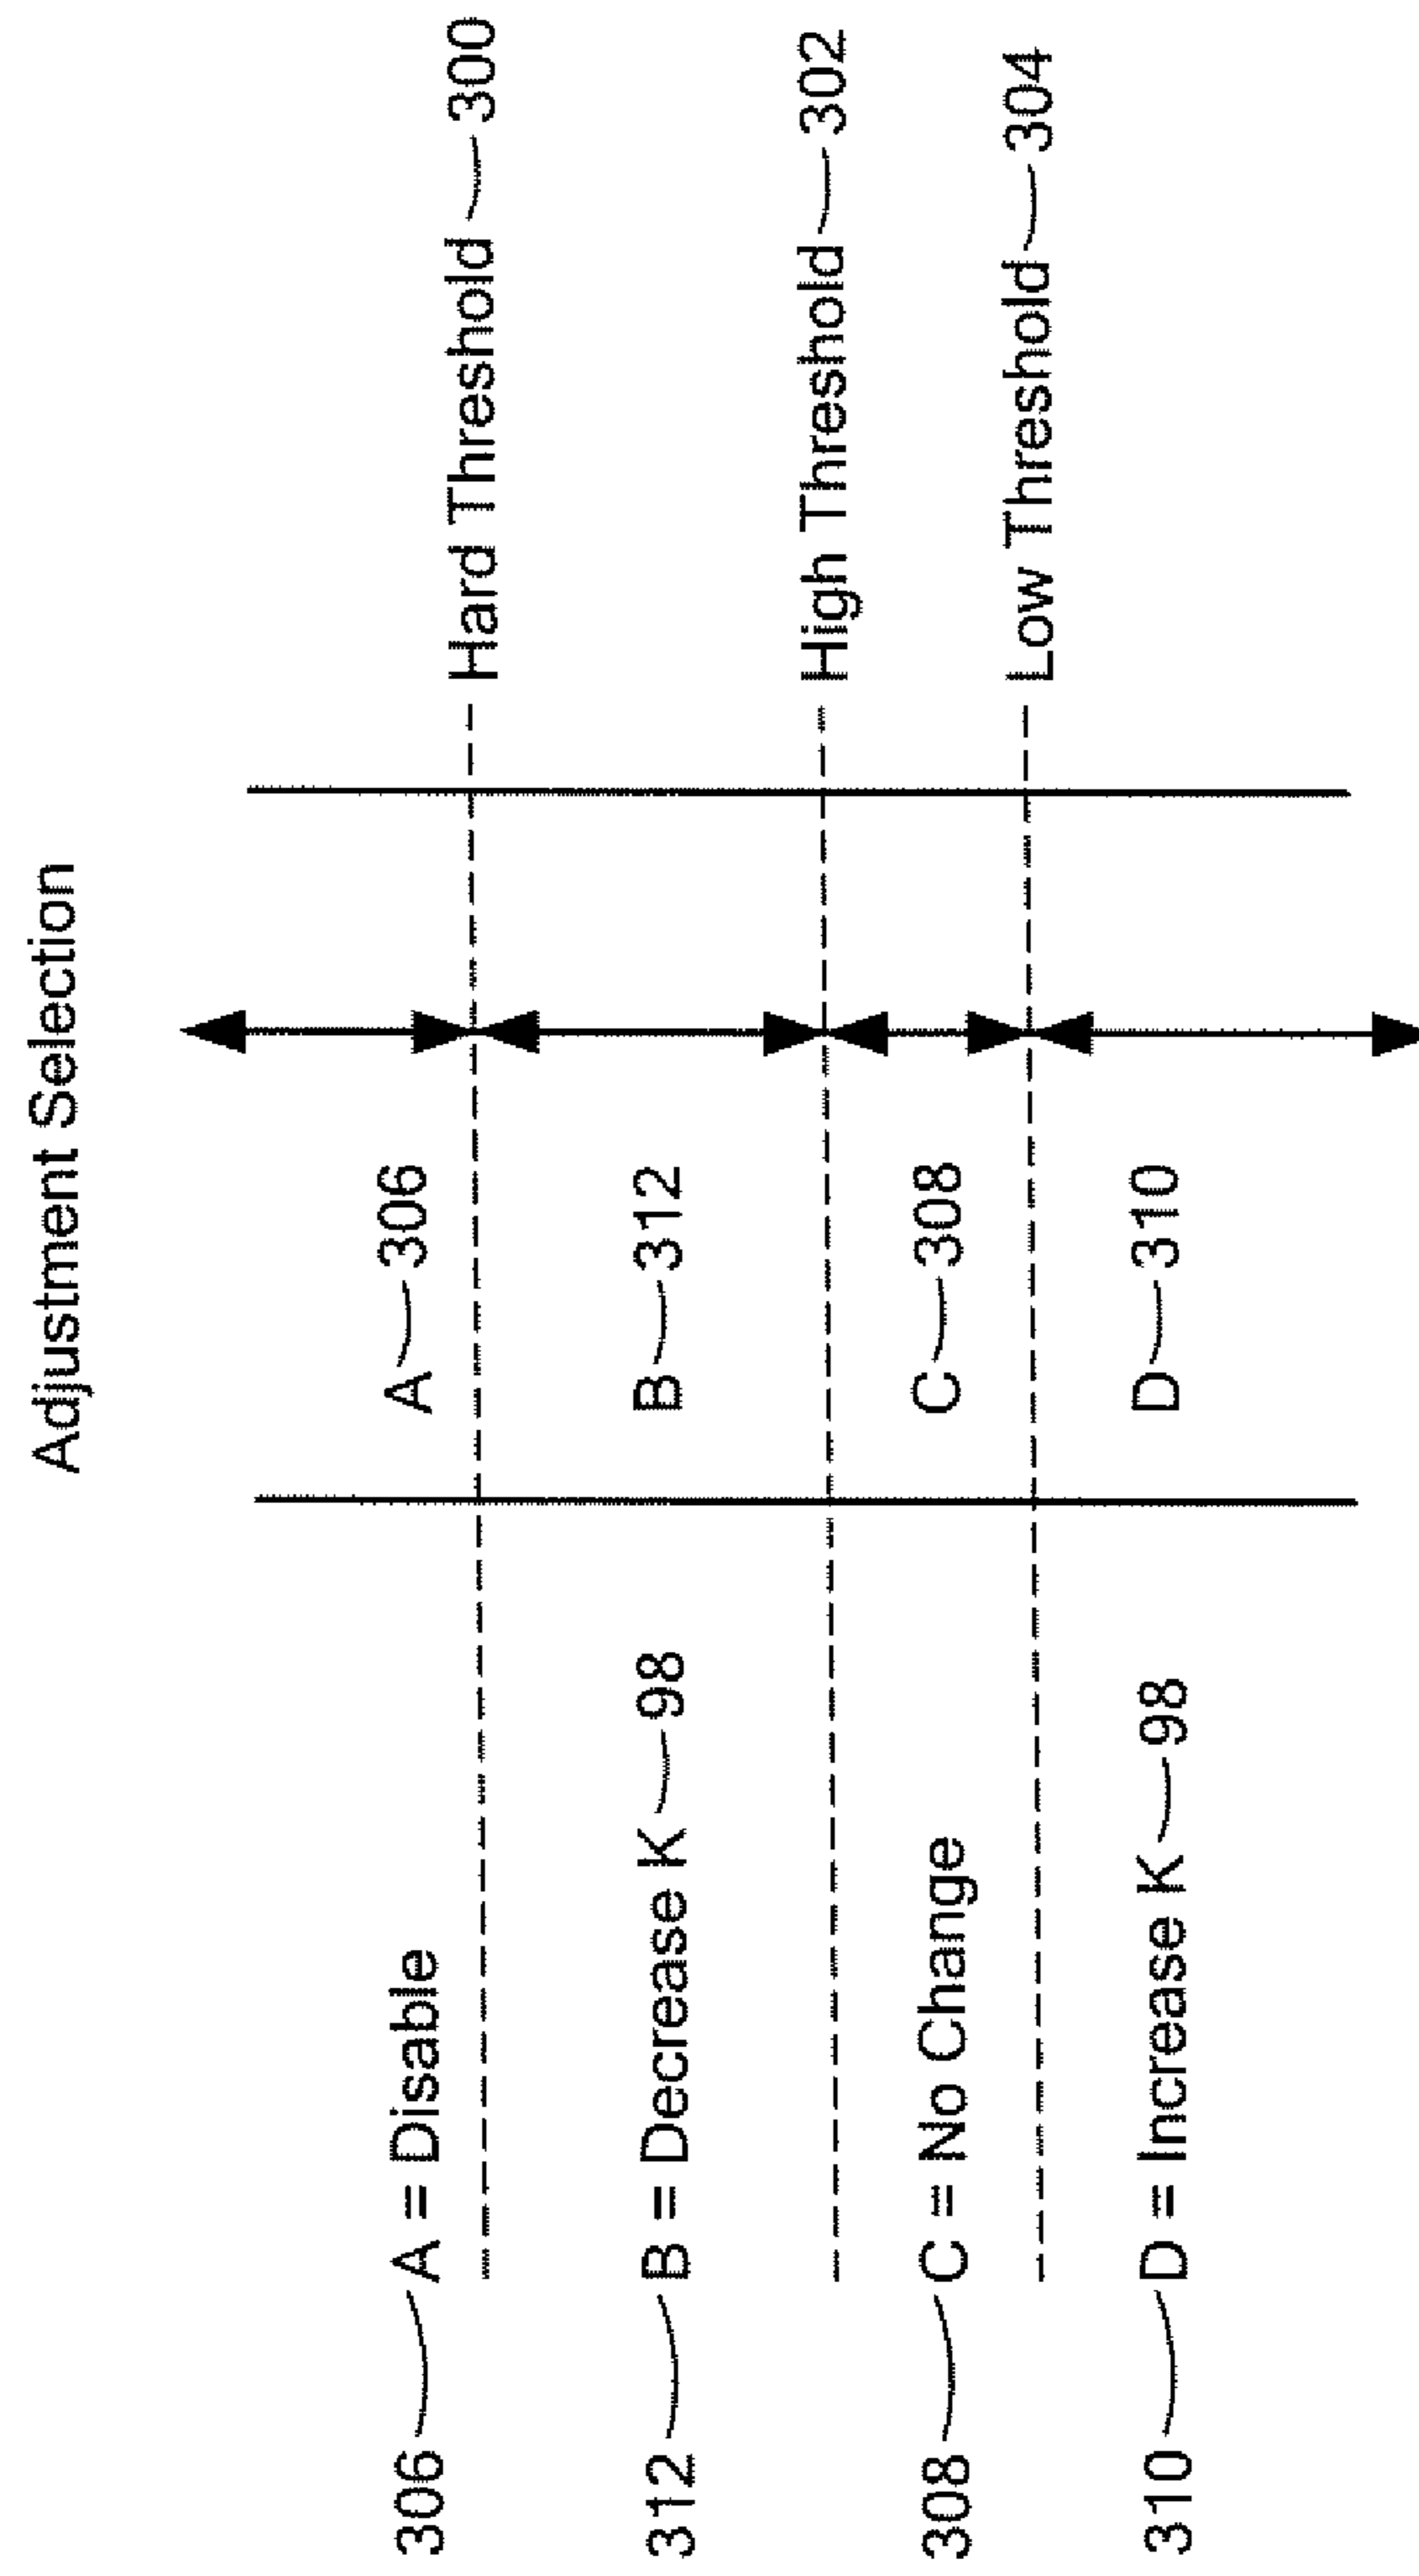 Adjustment Selection
306 A = Disable A 306
Hard Threshold 300
312 B = Decrease K 98 B 312
High Threshold 302
308 C = No Change C 308
Low Threshold 304
310 D = Increase K 98 D 310